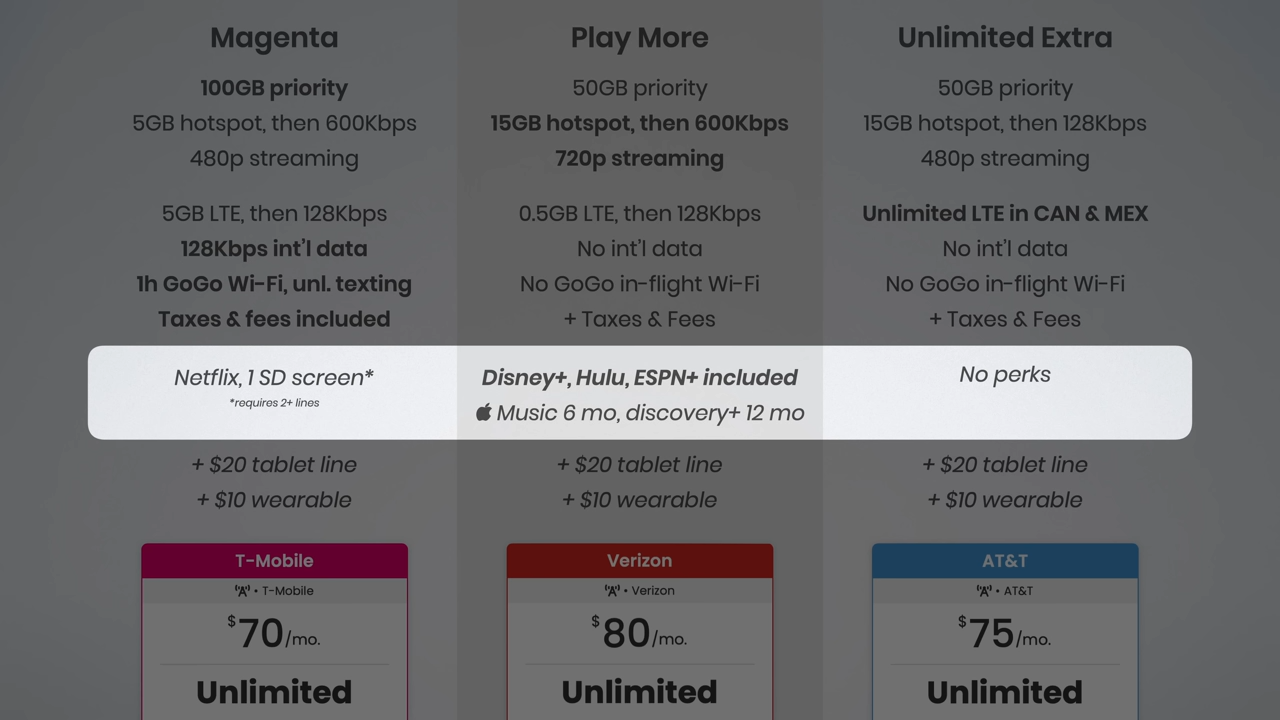 Magenta
100GB priority
5GB hotspot, then 600Kbps
480p streaming
5GB LTE, then 128Kbps
128Kbps int'l data
1h GoGo Wi-Fi, unl. texting
Taxes & fees included
Netflix, 1 SD screen*
*requires 2+ lines
+ $20 tablet line
+ $10 wearable
T-Mobile
• T-Mobile
$70/mo.
Unlimited
Play More
50GB priority
15GB hotspot, then 600Kbps
720p streaming
0.5GB LTE, then 128Kbps
No int'l data
No GoGo in-flight Wi-Fi
+ Taxes & Fees
Disney+, Hulu, ESPN+ included
Music 6 mo, discovery+ 12 mo
+ $20 tablet line
+ $10 wearable
Verizon
• Verizon
$80/mo.
Unlimited
Unlimited Extra
50GB priority
15GB hotspot, then 128Kbps
480p streaming
Unlimited LTE in CAN & MEX
No int'l data
No GoGo in-flight Wi-Fi
+ Taxes & Fees
No perks
+ $20 tablet line
+ $10 wearable
AT&T
• AT&T
$75/mo.
Unlimited